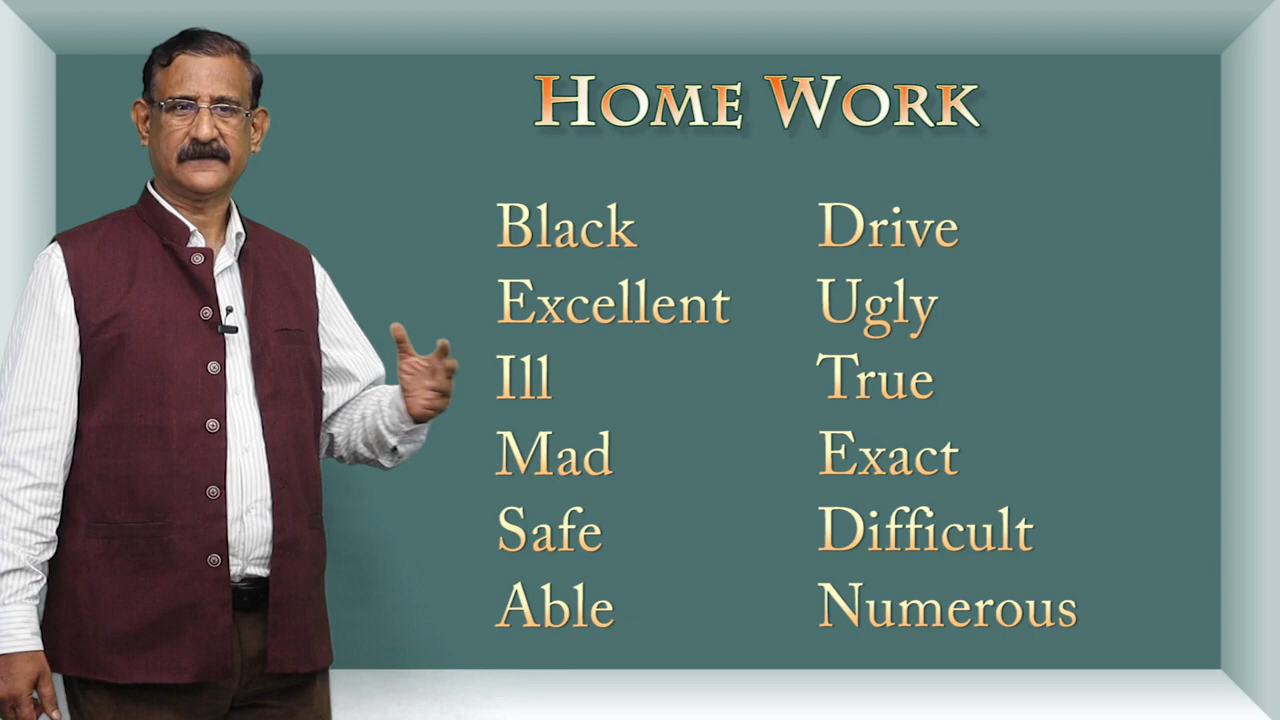 Home Work
Black Drive
Excellent Ugly
Ill True
Mad Exact
Safe Difficult
Able Numerous